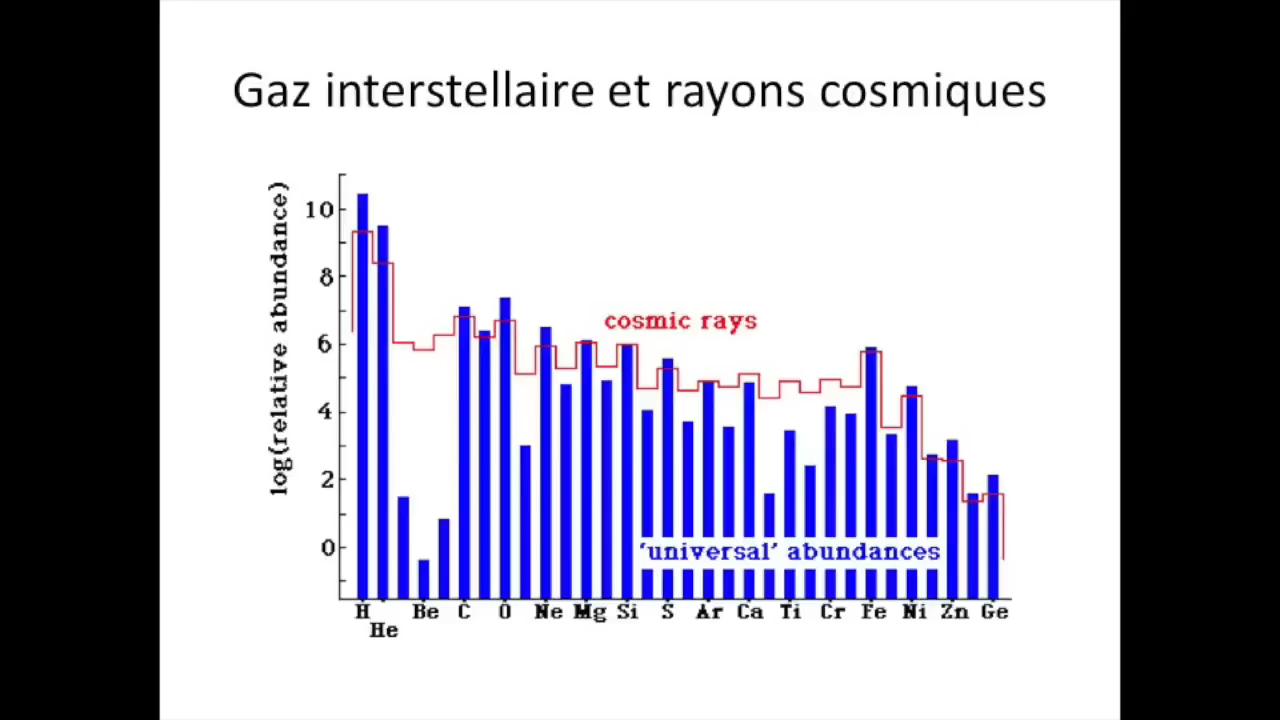 Gaz interstellaire et rayons cosmiques
log(relative abundance)
10
8
6
4
2
0
cosmic rays
'universal' abundances
H Be C O Ne Mg Si S Ar Ca Ti Cr Fe Ni Zn Ge
He